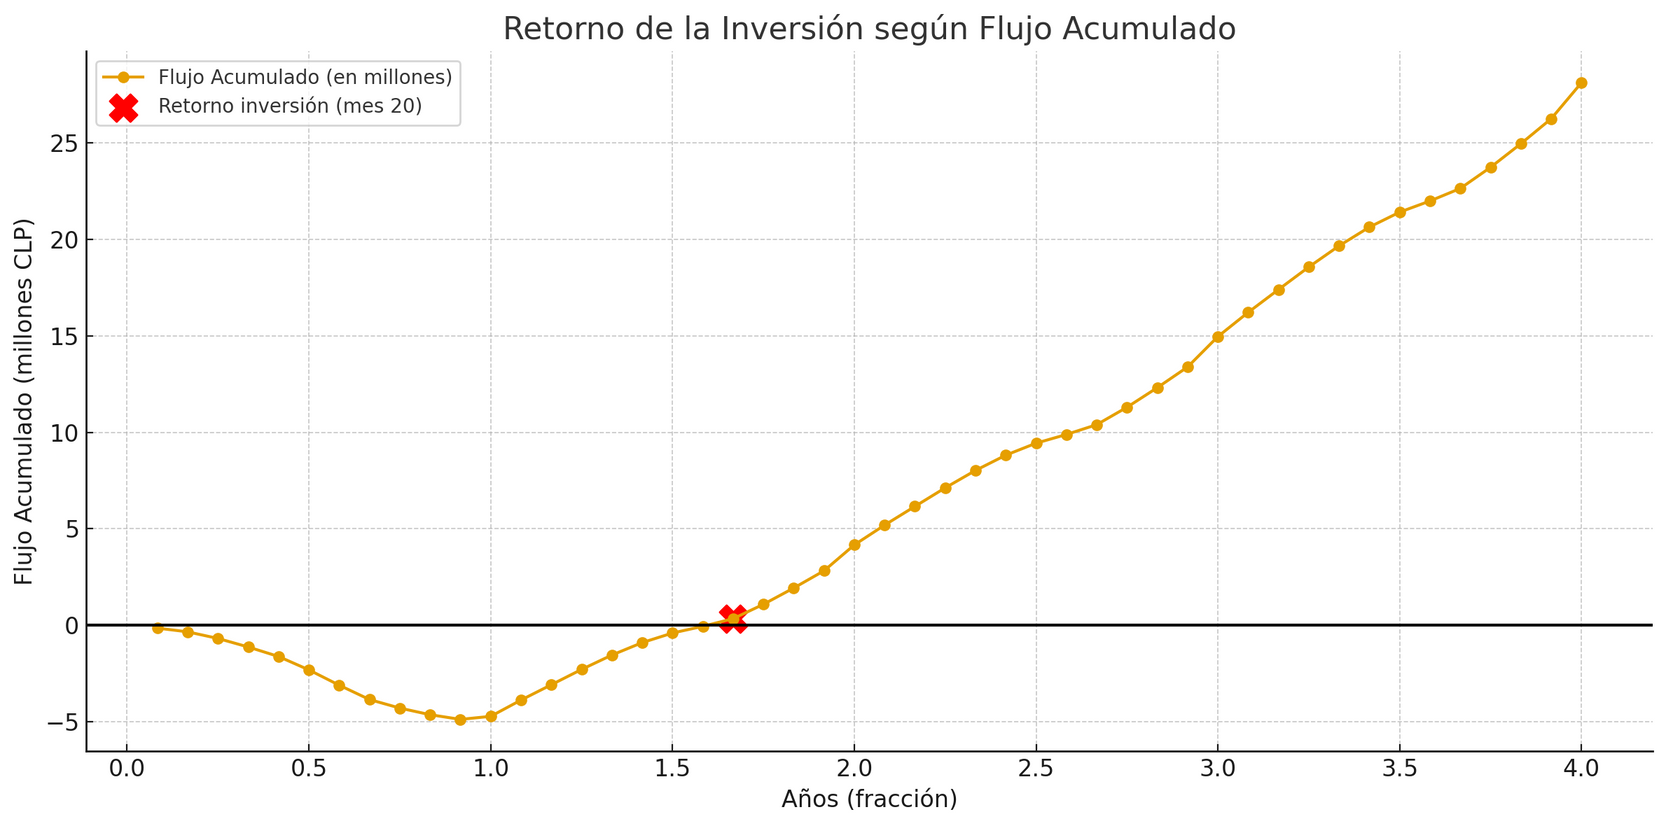 Retorno de la Inversión según Flujo Acumulado
Flujo Acumulado (en millones)
Retorno inversión (mes 20)
Flujo Acumulado (millones CLP)
25
20
15
10
5
0
−5
0.0 0.5 1.0 1.5 2.0 2.5 3.0 3.5 4.0
Años (fracción)